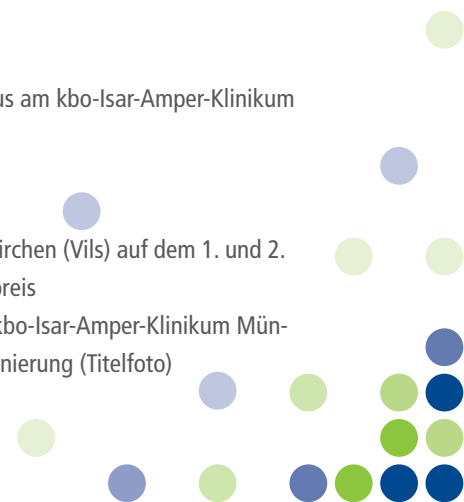 us am kbo-Isar-Amper-Klinikum
irchen (Vils) auf dem 1. und 2.
preis
kbo-Isar-Amper-Klinikum Mün-
nierung (Titelfoto)